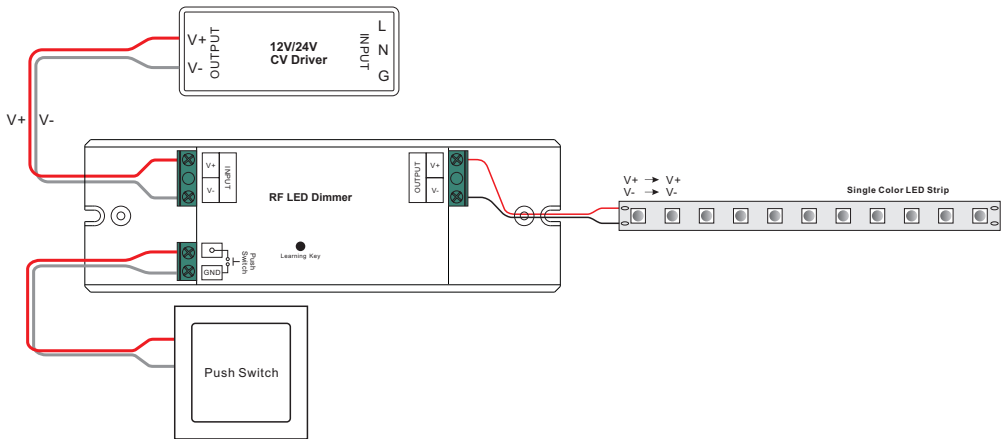 V+
V-
OUTPUT
12V/24V
CV Driver
INPUT
L
N
G
V+
V-
V+
V-
INPUT
RF LED Dimmer
OUTPUT
V+
V-
V+ → V+
V- → V-
Single Color LED Strip
GND
Push
Switch
Learning Key
Push Switch